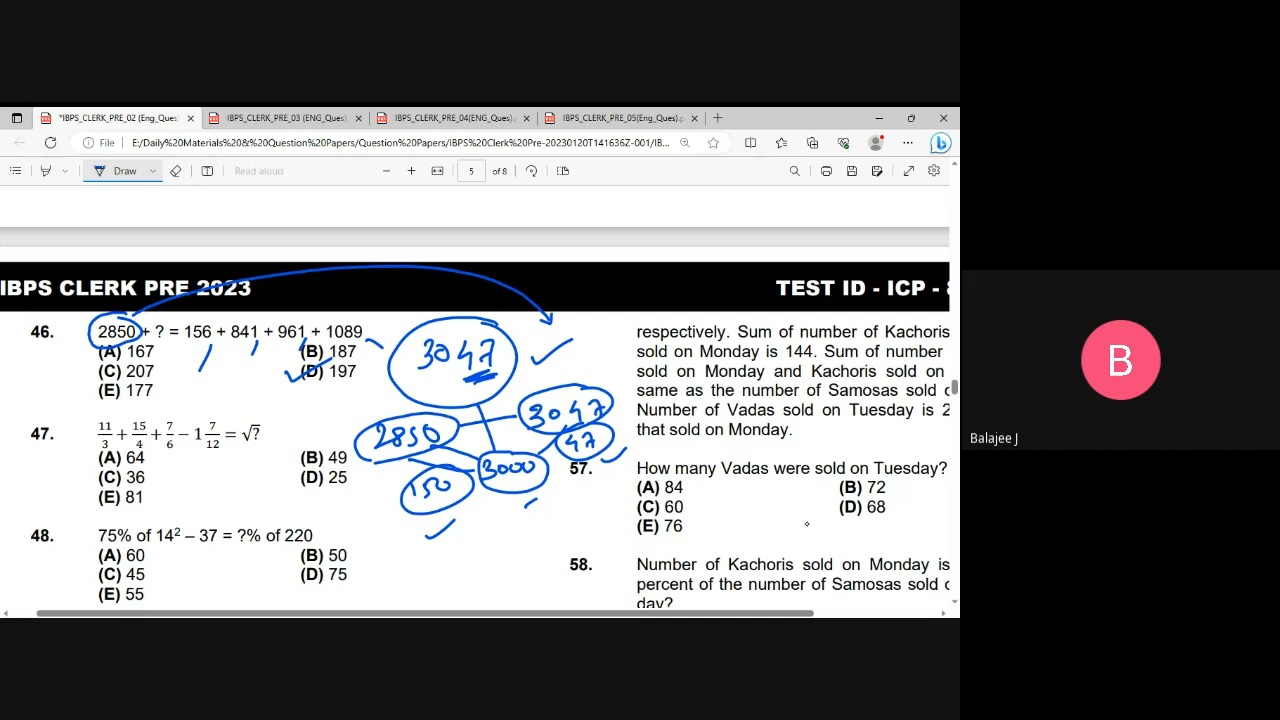 *IBPS_CLERK_PRE_02 (Eng_Ques)
IBPS_CLERK_PRE_03 (ENG_Ques)
IBPS_CLERK_PRE_04(ENG_Ques).p
IBPS_CLERK_PRE_05(Eng_Ques).p
File
E:/Daily%20Materials%20&%20Question%20Papers/Question%20Papers/IBPS%20Clerk%20Pre-20230120T141636Z-001/IB...
Draw
Read aloud
5
of 8
IBPS CLERK PRE 2023
TEST ID - ICP - 8
46. 2850 + ? = 156 + 841 + 961 + 1089
(A) 167 (B) 187
(C) 207 (D) 197
(E) 177
3047
3047
2850
47
3000
150
47. 11/3 + 15/4 + 7/6 − 1 7/12 = √?
(A) 64 (B) 49
(C) 36 (D) 25
(E) 81
48. 75% of 14² – 37 = ?% of 220
(A) 60 (B) 50
(C) 45 (D) 75
(E) 55
respectively. Sum of number of Kachoris
sold on Monday is 144. Sum of number
sold on Monday and Kachoris sold on
same as the number of Samosas sold
Number of Vadas sold on Tuesday is 2
that sold on Monday.
57. How many Vadas were sold on Tuesday?
(A) 84 (B) 72
(C) 60 (D) 68
(E) 76
58. Number of Kachoris sold on Monday is
percent of the number of Samosas sold
day?
B
Balajee J